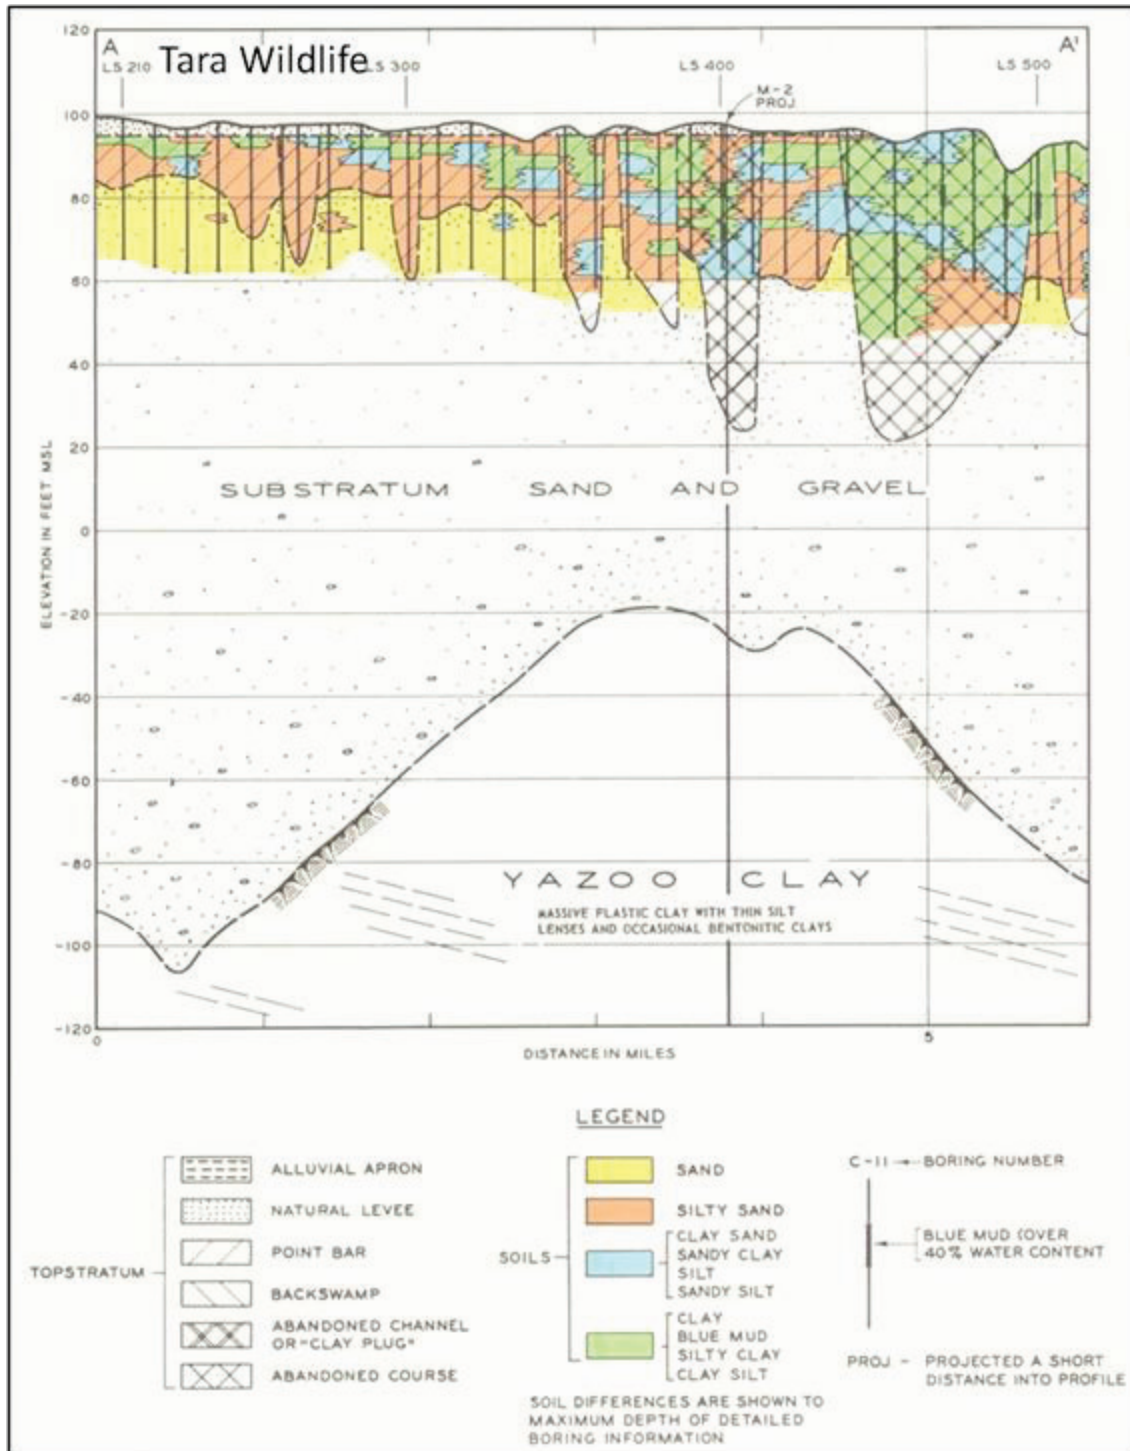 120
A
Tara Wildlife
A'
LS 210
LS 300
LS 400
LS 500
M-2
PROJ.
100
80
60
40
20
0
-20
-40
-60
-80
-100
-120
ELEVATION IN FEET MSL
SUBSTRATUM SAND AND GRAVEL
YAZOO CLAY
MASSIVE PLASTIC CLAY WITH THIN SILT
LENSES AND OCCASIONAL BENTONITIC CLAYS
0
5
DISTANCE IN MILES
LEGEND
TOPSTRATUM
ALLUVIAL APRON
NATURAL LEVEE
POINT BAR
BACKSWAMP
ABANDONED CHANNEL
OR "CLAY PLUG"
ABANDONED COURSE
SOILS
SAND
SILTY SAND
CLAY SAND
SANDY CLAY
SILT
SANDY SILT
CLAY
BLUE MUD
SILTY CLAY
CLAY SILT
SOIL DIFFERENCES ARE SHOWN TO
MAXIMUM DEPTH OF DETAILED
BORING INFORMATION
C-11
BORING NUMBER
BLUE MUD (OVER
40% WATER CONTENT
PROJ - PROJECTED A SHORT
DISTANCE INTO PROFILE